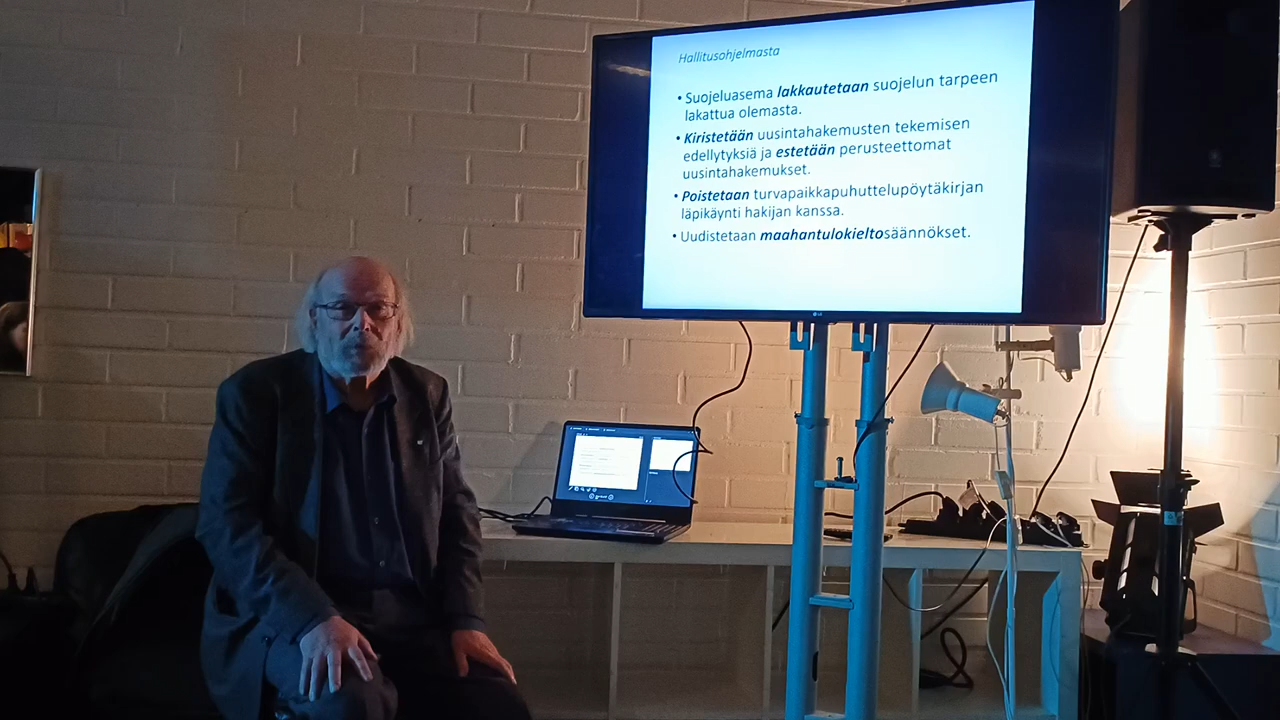 Hallitusohjelmasta
• Suojeluasema lakkautetaan suojelun tarpeen
lakattua olemasta.
• Kiristetään uusintahakemusten tekemisen
edellytyksiä ja estetään perusteettomat
uusintahakemukset.
• Poistetaan turvapaikkapuhuttelupöytäkirjan
läpikäynti hakijan kanssa.
• Uudistetaan maahantulokieltosäännökset.
LG